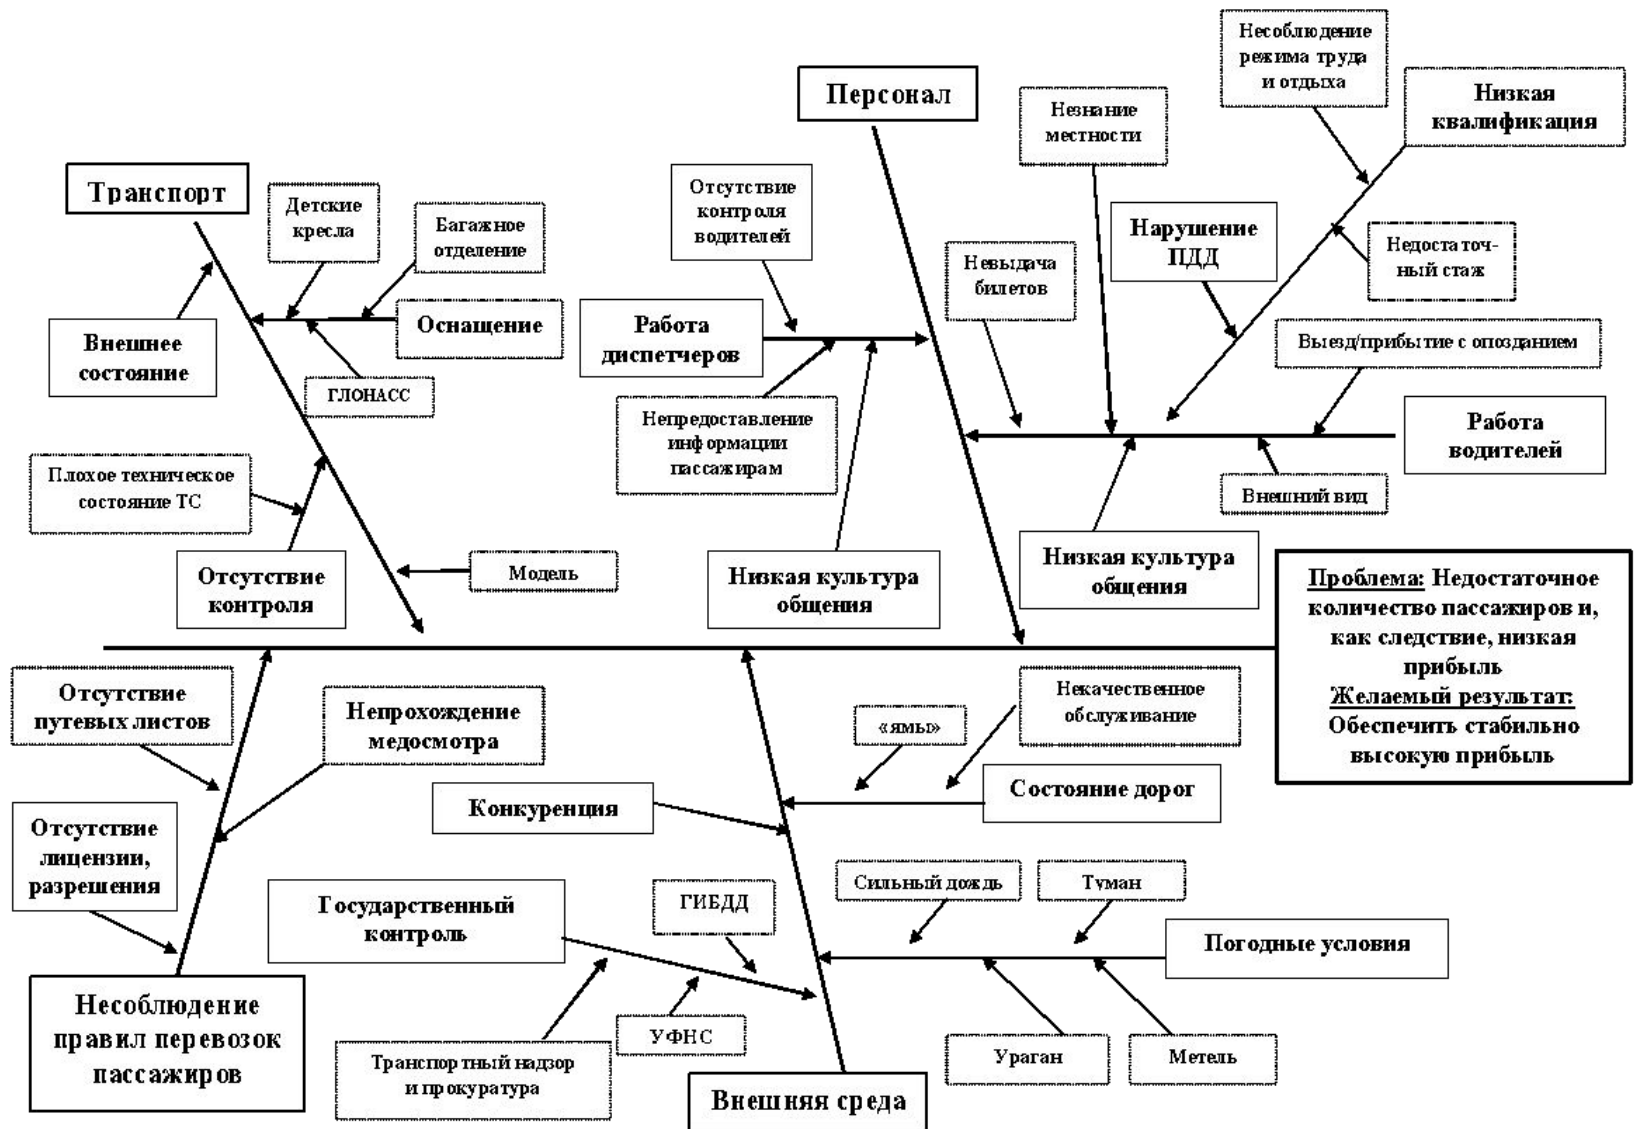 Несоблюдение
режима труда
и отдыха
Персонал
Низкая
квалификация
Незнание
местности
Транспорт
Детские
кресла
Багажное
отделение
Отсутствие
контроля
водителей
Нарушение
ПДД
Недостаточ-
ный стаж
Невыдача
билетов
Внешнее
состояние
Оснащение
Работа
диспетчеров
Выезд/прибытие с опозданием
ГЛОНАСС
Непредоставление
информации
пассажирам
Работа
водителей
Плохое техническое
состояние ТС
Внешний вид
Отсутствие
контроля
Модель
Низкая культура
общения
Низкая культура
общения
Проблема: Недостаточное
количество пассажиров и,
как следствие, низкая
прибыль
Желаемый результат:
Обеспечить стабильно
высокую прибыль
Отсутствие
путевых листов
Непрохождение
медосмотра
«ямы»
Некачественное
обслуживание
Конкуренция
Состояние дорог
Отсутствие
лицензии,
разрешения
Государственный
контроль
ГИБДД
Сильный дождь
Туман
Погодные условия
Несоблюдение
правил перевозок
пассажиров
Транспортный надзор
и прокуратура
УФНС
Ураган
Метель
Внешняя среда